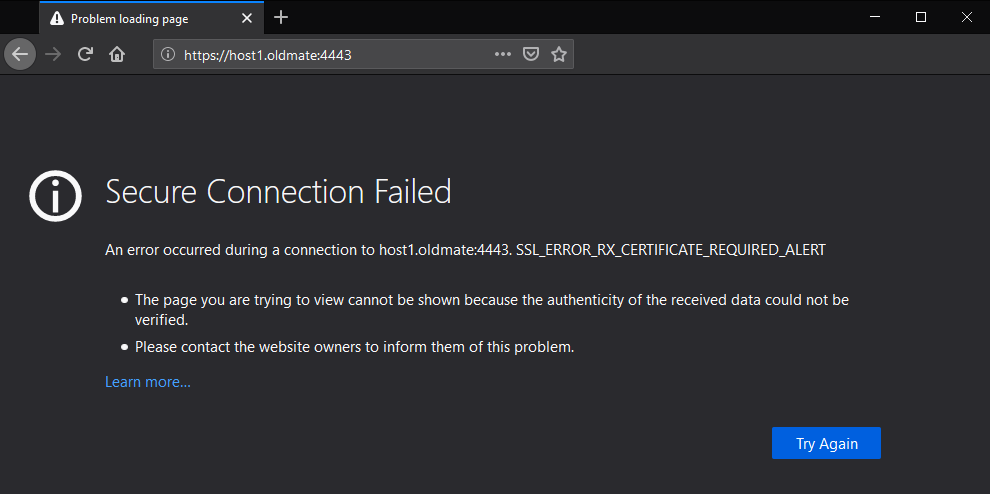 Problem loading page
https://host1.oldmate:4443
Secure Connection Failed
An error occurred during a connection to host1.oldmate:4443. SSL_ERROR_RX_CERTIFICATE_REQUIRED_ALERT
• The page you are trying to view cannot be shown because the authenticity of the received data could not be
verified.
• Please contact the website owners to inform them of this problem.
Learn more...
Try Again